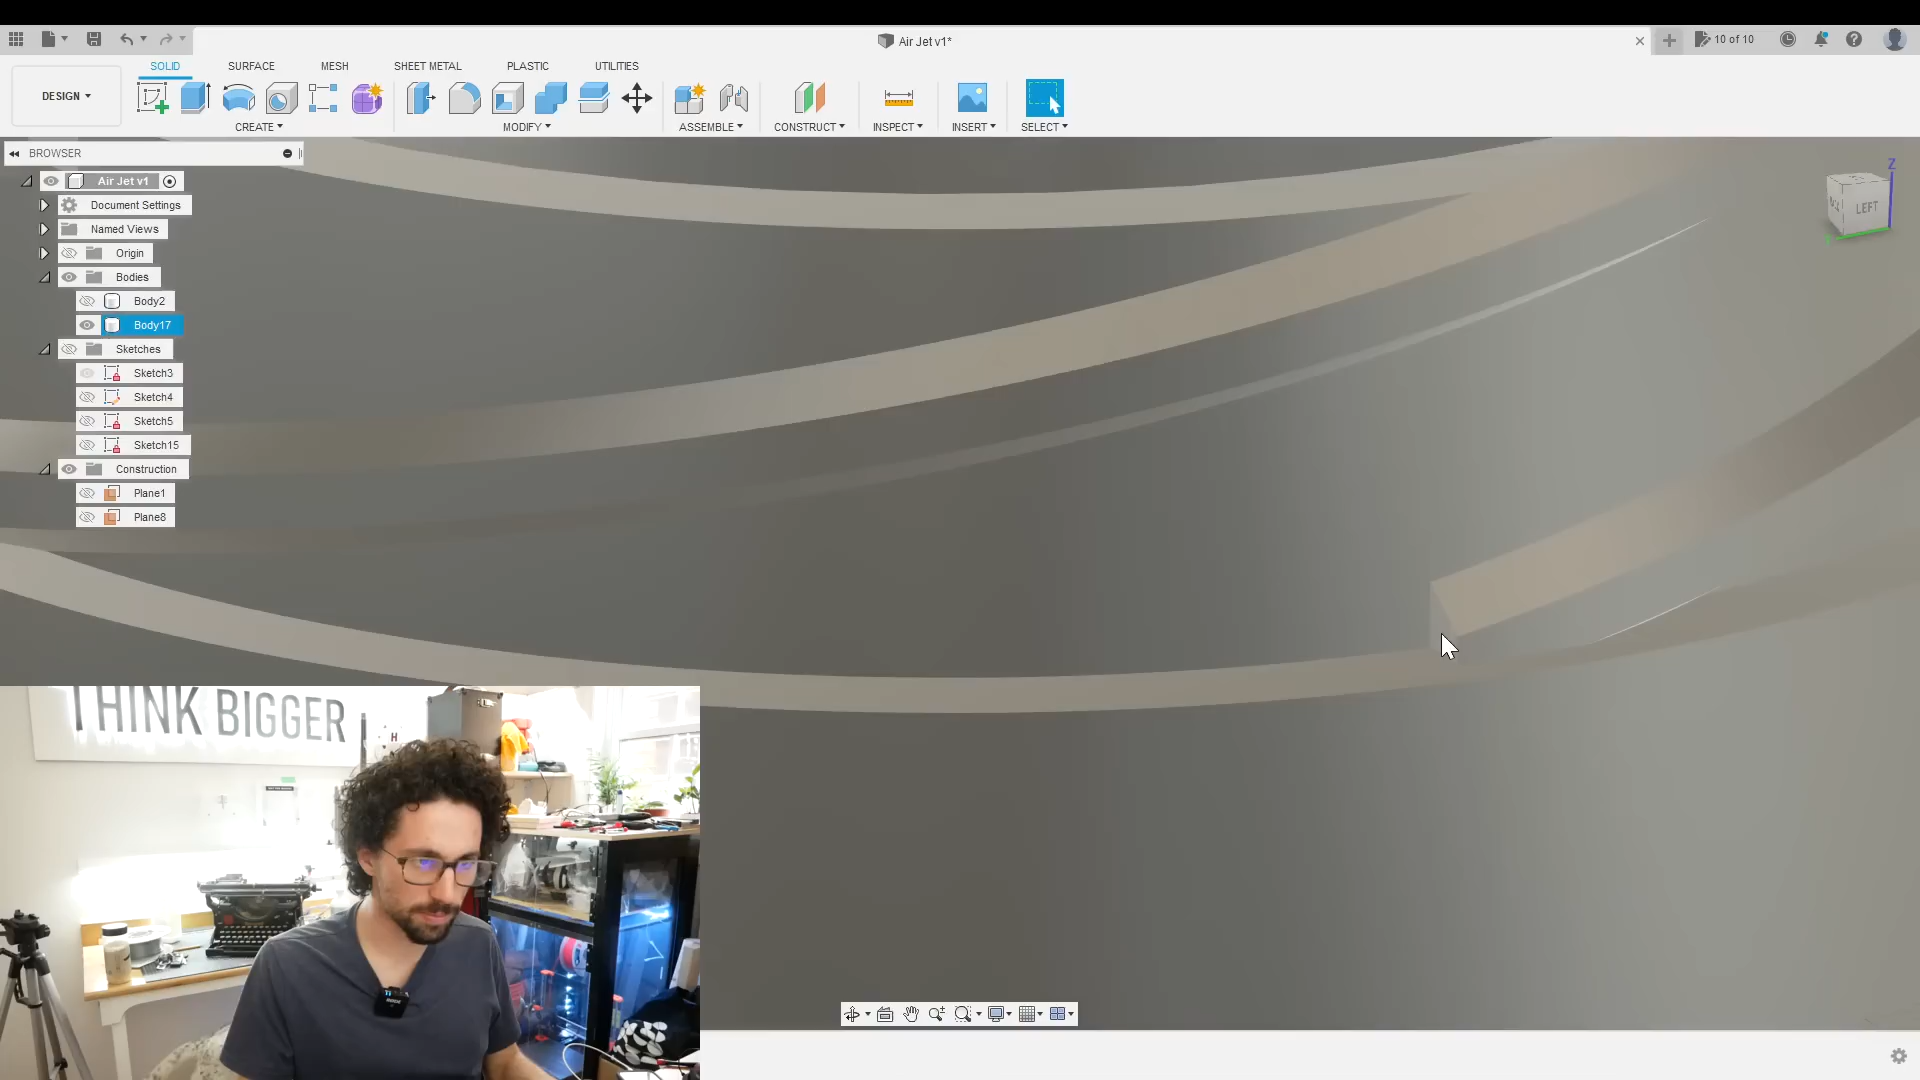 Air Jet v1*
10 of 10
DESIGN
SOLID
SURFACE
MESH
SHEET METAL
PLASTIC
UTILITIES
CREATE
MODIFY
ASSEMBLE
CONSTRUCT
INSPECT
INSERT
SELECT
BROWSER
Air Jet v1
Document Settings
Named Views
Origin
Bodies
Body2
Body17
Sketches
Sketch3
Sketch4
Sketch5
Sketch15
Construction
Plane1
Plane8
Z
LEFT
THINK BIGGER
H